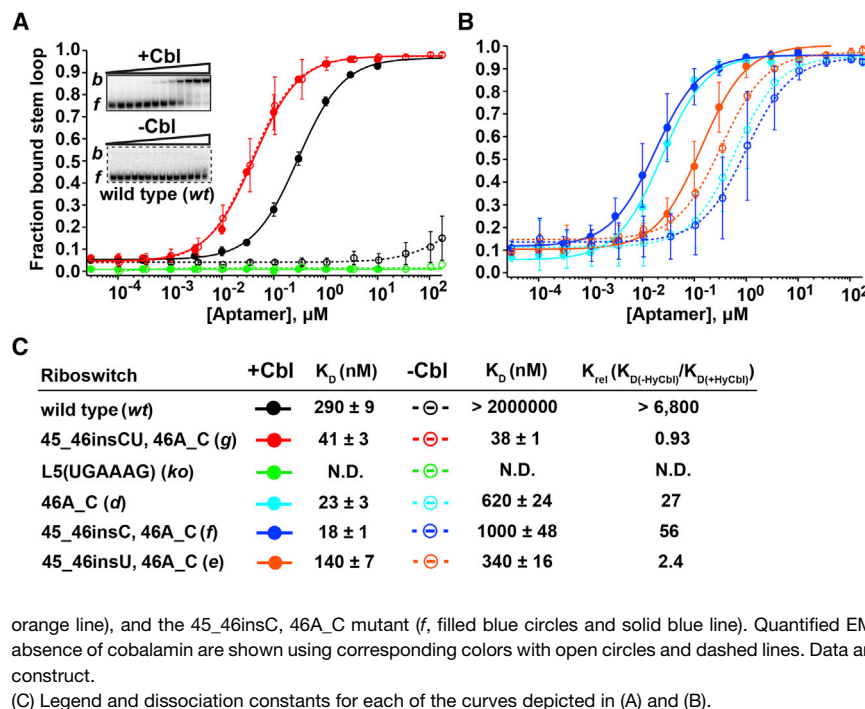 A
B
+Cbl
b
f
-Cbl
b
f
wild type (wt)
Fraction bound stem loop
1.0
0.9
0.8
0.7
0.6
0.5
0.4
0.3
0.2
0.1
0.0
10⁻⁴ 10⁻³ 10⁻² 10⁻¹ 10⁰ 10¹ 10²
[Aptamer], µM
1.0
0.9
0.8
0.7
0.6
0.5
0.4
0.3
0.2
0.1
0.0
10⁻⁴ 10⁻³ 10⁻² 10⁻¹ 10⁰ 10¹ 10²
[Aptamer], µM
C
Riboswitch +Cbl K_D (nM) -Cbl K_D (nM) K_rel (K_D(-HyCbl)/K_D(+HyCbl))
wild type (wt) 290 ± 9 > 2000000 > 6,800
45_46insCU, 46A_C (g) 41 ± 3 38 ± 1 0.93
L5(UGAAAG) (ko) N.D. N.D. N.D.
46A_C (d) 23 ± 3 620 ± 24 27
45_46insC, 46A_C (f) 18 ± 1 1000 ± 48 56
45_46insU, 46A_C (e) 140 ± 7 340 ± 16 2.4
orange line), and the 45_46insC, 46A_C mutant (f, filled blue circles and solid blue line). Quantified EM
absence of cobalamin are shown using corresponding colors with open circles and dashed lines. Data ar
construct.
(C) Legend and dissociation constants for each of the curves depicted in (A) and (B).